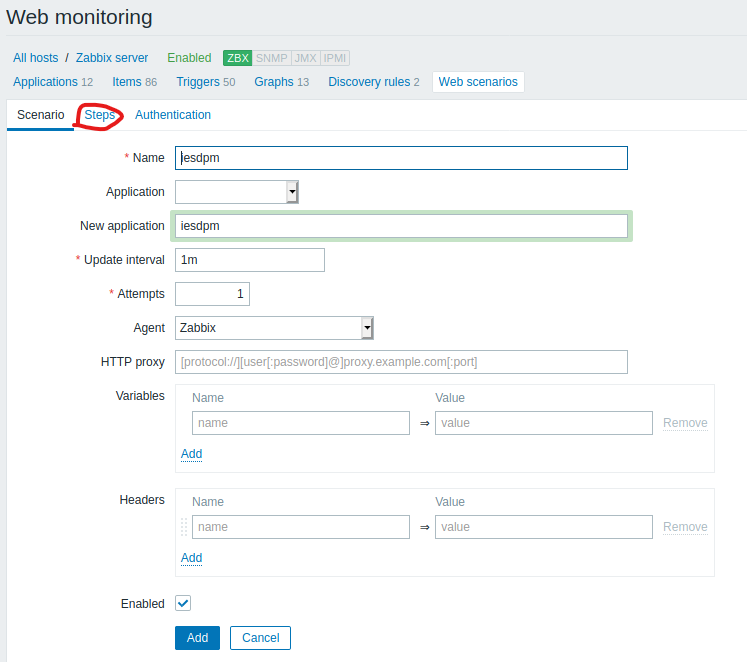 Web monitoring
All hosts / Zabbix server Enabled ZBX SNMP JMX IPMI
Applications 12 Items 86 Triggers 50 Graphs 13 Discovery rules 2 Web scenarios
Scenario Steps Authentication
* Name iesdpm
Application
New application iesdpm
* Update interval 1m
* Attempts 1
Agent Zabbix
HTTP proxy [protocol://][user[:password]@]proxy.example.com[:port]
Variables Name Value
name ⇒ value Remove
Add
Headers Name Value
name ⇒ value Remove
Add
Enabled
Add Cancel